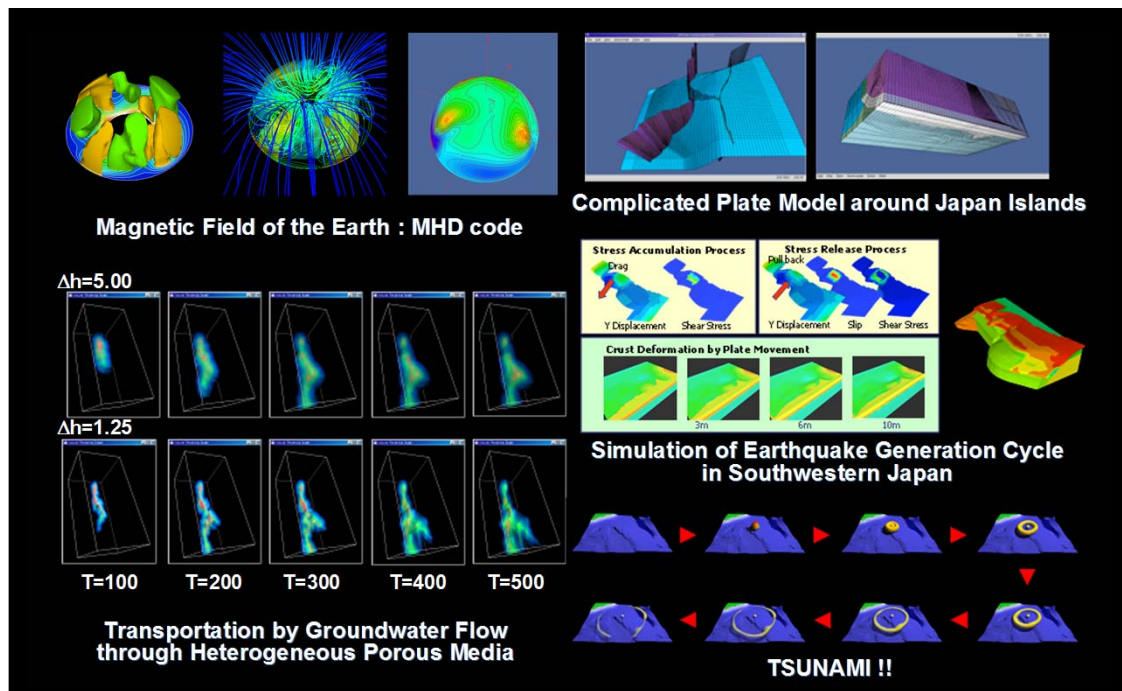 Magnetic Field of the Earth : MHD code
Complicated Plate Model around Japan Islands
Δh=5.00
Δh=1.25
T=100
T=200
T=300
T=400
T=500
Transportation by Groundwater Flow
through Heterogeneous Porous Media
Stress Accumulation Process
Drag
Y Displacement
Shear Stress
Stress Release Process
Pull back
Y Displacement
Slip
Shear Stress
Crust Deformation by Plate Movement
3m
6m
10m
Simulation of Earthquake Generation Cycle
in Southwestern Japan
TSUNAMI !!